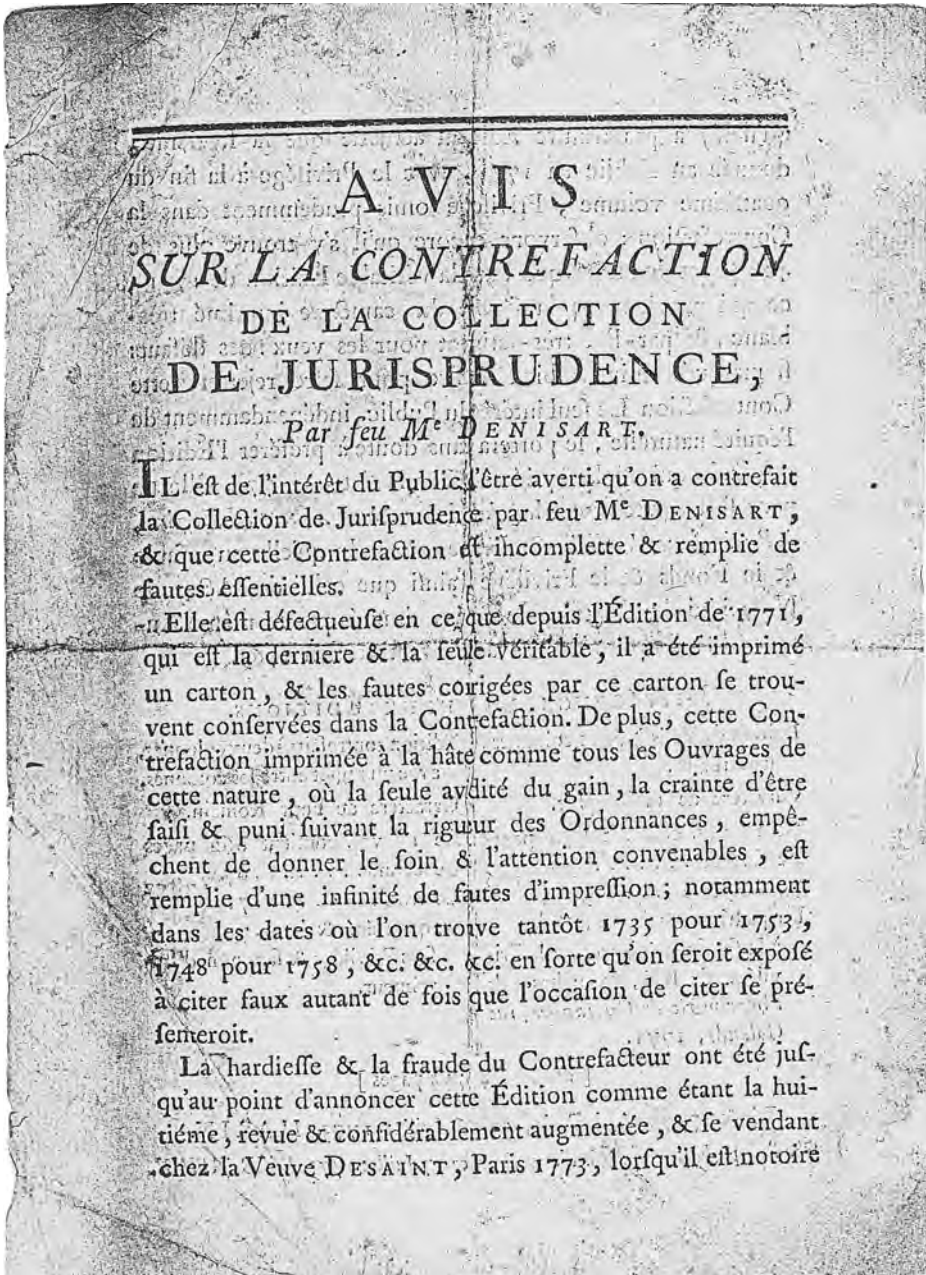 AVIS
SUR LA CONTREFACTION
DE LA COLLECTION
DE JURISPRUDENCE,
Par feu Mᵉ DENISART.
IL eſt de l'intérêt du Public d'être averti qu'on a contrefait
la Collection de Juriſprudence par feu Mᵉ DENISART,
& que cette Contrefaction eſt incomplette & remplie de
fautes eſſentielles.
Elle eſt défectueuſe en ce que depuis l'Édition de 1771,
qui eſt la derniere & la ſeule véritable, il a été imprimé
un carton, & les fautes corigées par ce carton ſe trou-
vent conſervées dans la Contrefaction. De plus, cette Con-
trefaction imprimée à la hâte comme tous les Ouvrages de
cette nature, où la ſeule avdité du gain, la crainte d'être
ſaiſi & puni ſuivant la rigueur des Ordonnances, empê-
chent de donner le ſoin & l'attention convenables, eſt
remplie d'une infinité de fautes d'impreſſion; notamment
dans les dates où l'on trouve tantôt 1735 pour 1753,
1748 pour 1758, &c. &c. &c. en ſorte qu'on ſeroit expoſé
à citer faux autant de fois que l'occaſion de citer ſe pré-
ſenteroit.
La hardieſſe & la fraude du Contrefacteur ont été juſ-
qu'au point d'annoncer cette Édition comme étant la hui-
tiéme, revue & conſidérablement augmentée, & ſe vendant
chez la Veuve DESAINT, Paris 1773, lorſqu'il eſt notoire